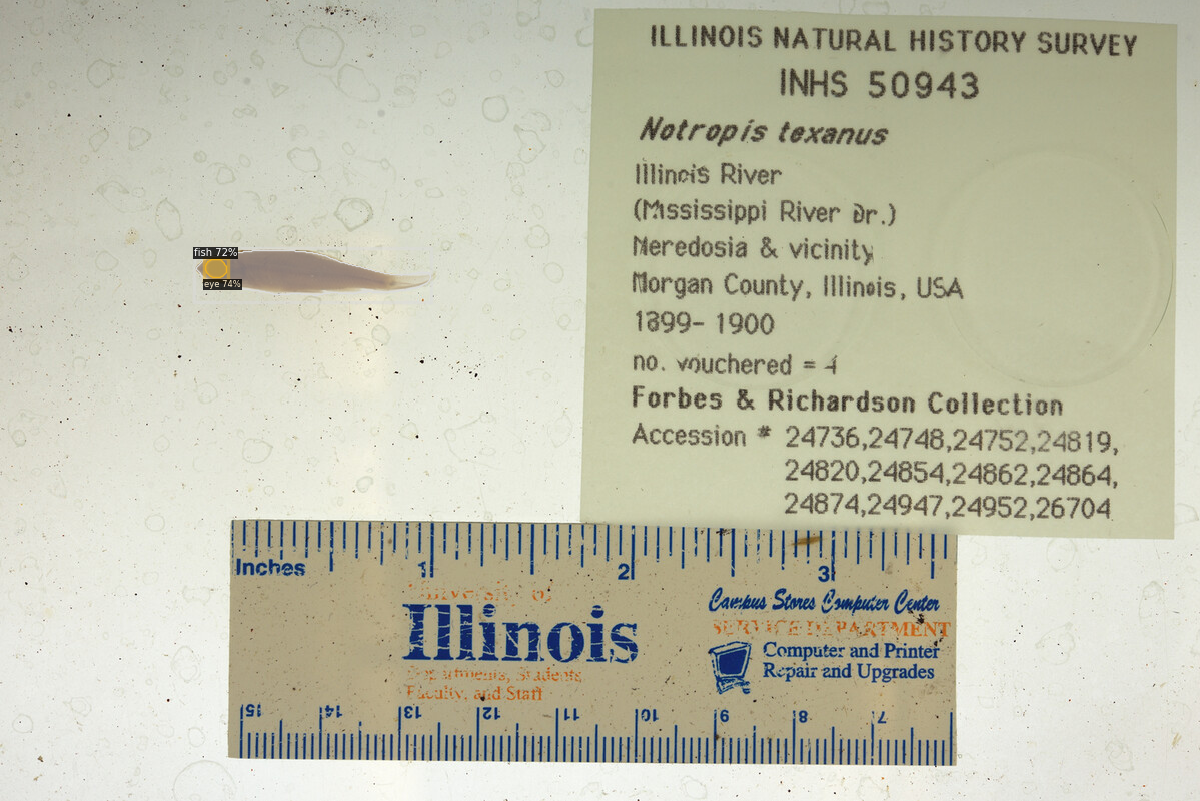 fish 72%
eye 74%
ILLINOIS NATURAL HISTORY SURVEY
INHS 50943
Notropis texanus
Illinois River
(Mississippi River Dr.)
Meredosia & vicinity
Morgan County, Illinois, USA
1899- 1900
no. vouchered = 4
Forbes & Richardson Collection
Accession # 24736,24748,24752,24819,
24820,24854,24862,24864,
24874,24947,24952,26704
Inches 1 2 3
University of
Illinois
Departments, Students
Faculty, and Staff
Campus Stores Computer Center
SERVICE DEPARTMENT
Computer and Printer
Repair and Upgrades
15 14 13 12 11 10 9 8 7